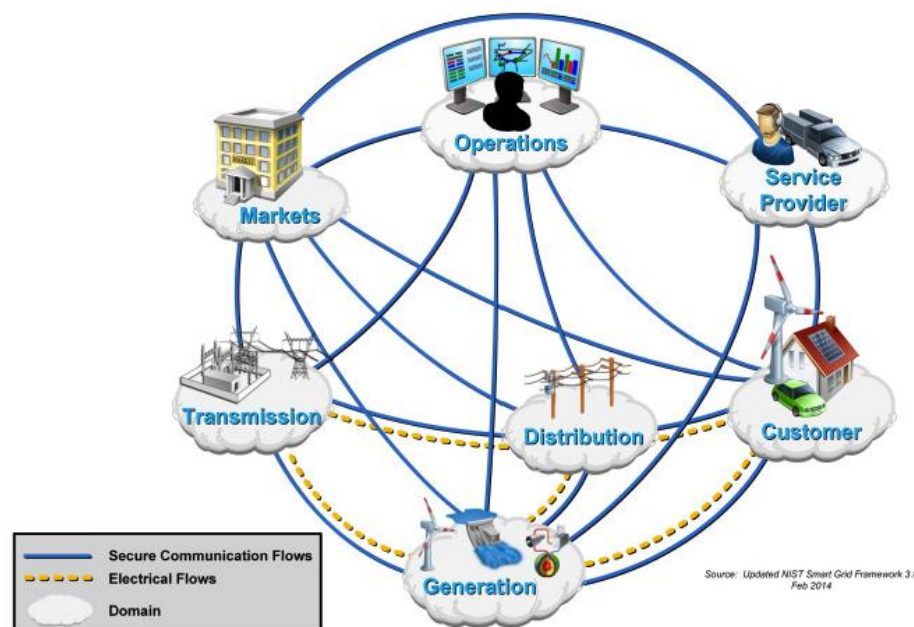 Operations
Markets
Service
Provider
Transmission
Distribution
Customer
Generation
Secure Communication Flows
Electrical Flows
Domain
Source: Updated NIST Smart Grid Framework 3.
Feb 2014